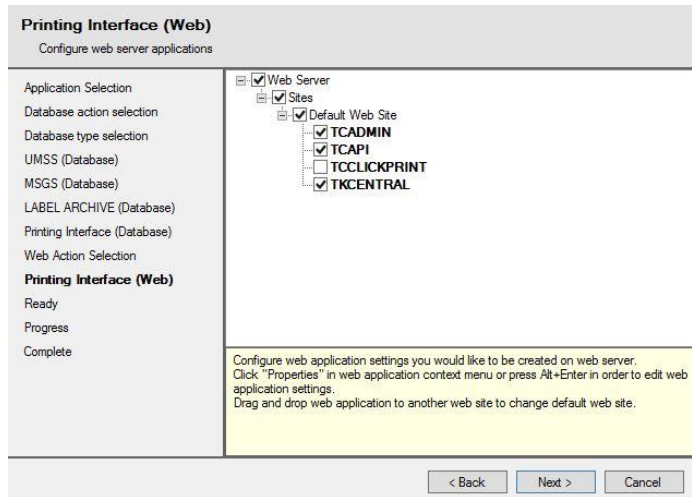 Printing Interface (Web)
Configure web server applications
Application Selection
Database action selection
Database type selection
UMSS (Database)
MSGS (Database)
LABEL ARCHIVE (Database)
Printing Interface (Database)
Web Action Selection
Printing Interface (Web)
Ready
Progress
Complete
Web Server
Sites
Default Web Site
TCADMIN
TCAPI
TCCLICKPRINT
TKCENTRAL
Configure web application settings you would like to be created on web server.
Click "Properties" in web application context menu or press Alt+Enter in order to edit web
application settings.
Drag and drop web application to another web site to change default web site.
< Back
Next >
Cancel